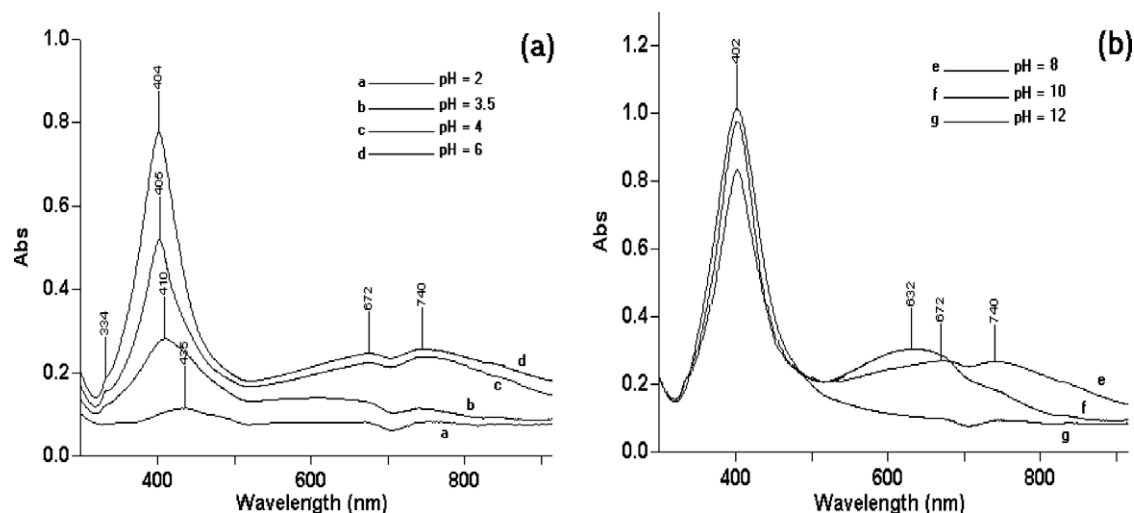 (a)
1.0
0.8
0.6
0.4
0.2
0.0
Abs
404
405
410
435
334
672
740
a pH = 2
b pH = 3.5
c pH = 4
d pH = 6
d
c
b
a
400 600 800
Wavelength (nm)
(b)
1.2
1.0
0.8
0.6
0.4
0.2
0.0
Abs
402
632
672
740
e pH = 8
f pH = 10
g pH = 12
e
f
g
400 600 800
Wavelength (nm)